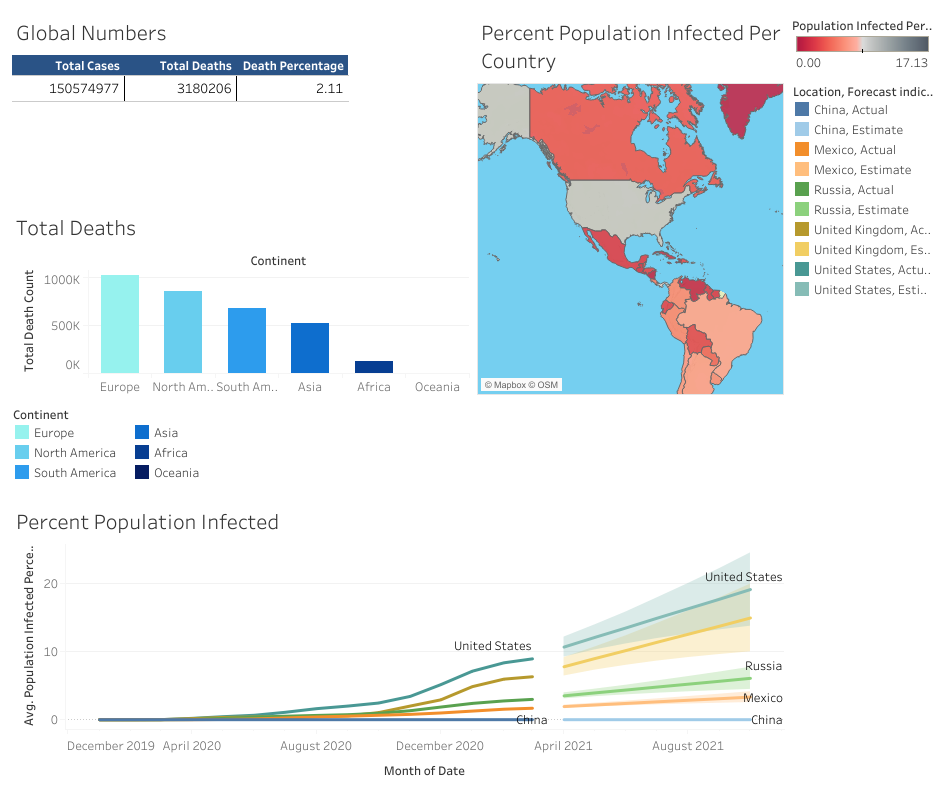 Global Numbers
Total Cases Total Deaths Death Percentage
150574977 3180206 2.11
Percent Population Infected Per
Country
© Mapbox © OSM
Population Infected Per..
0.00 17.13
Location, Forecast indic..
China, Actual
China, Estimate
Mexico, Actual
Mexico, Estimate
Russia, Actual
Russia, Estimate
United Kingdom, Ac..
United Kingdom, Es..
United States, Actu..
United States, Esti..
Total Deaths
Continent
Total Death Count
1000K
500K
0K
Europe North Am.. South Am.. Asia Africa Oceania
Continent
Europe Asia
North America Africa
South America Oceania
Percent Population Infected
Avg. Population Infected Perce..
20
10
0
United States
China
United States
Russia
Mexico
China
December 2019 April 2020 August 2020 December 2020 April 2021 August 2021
Month of Date